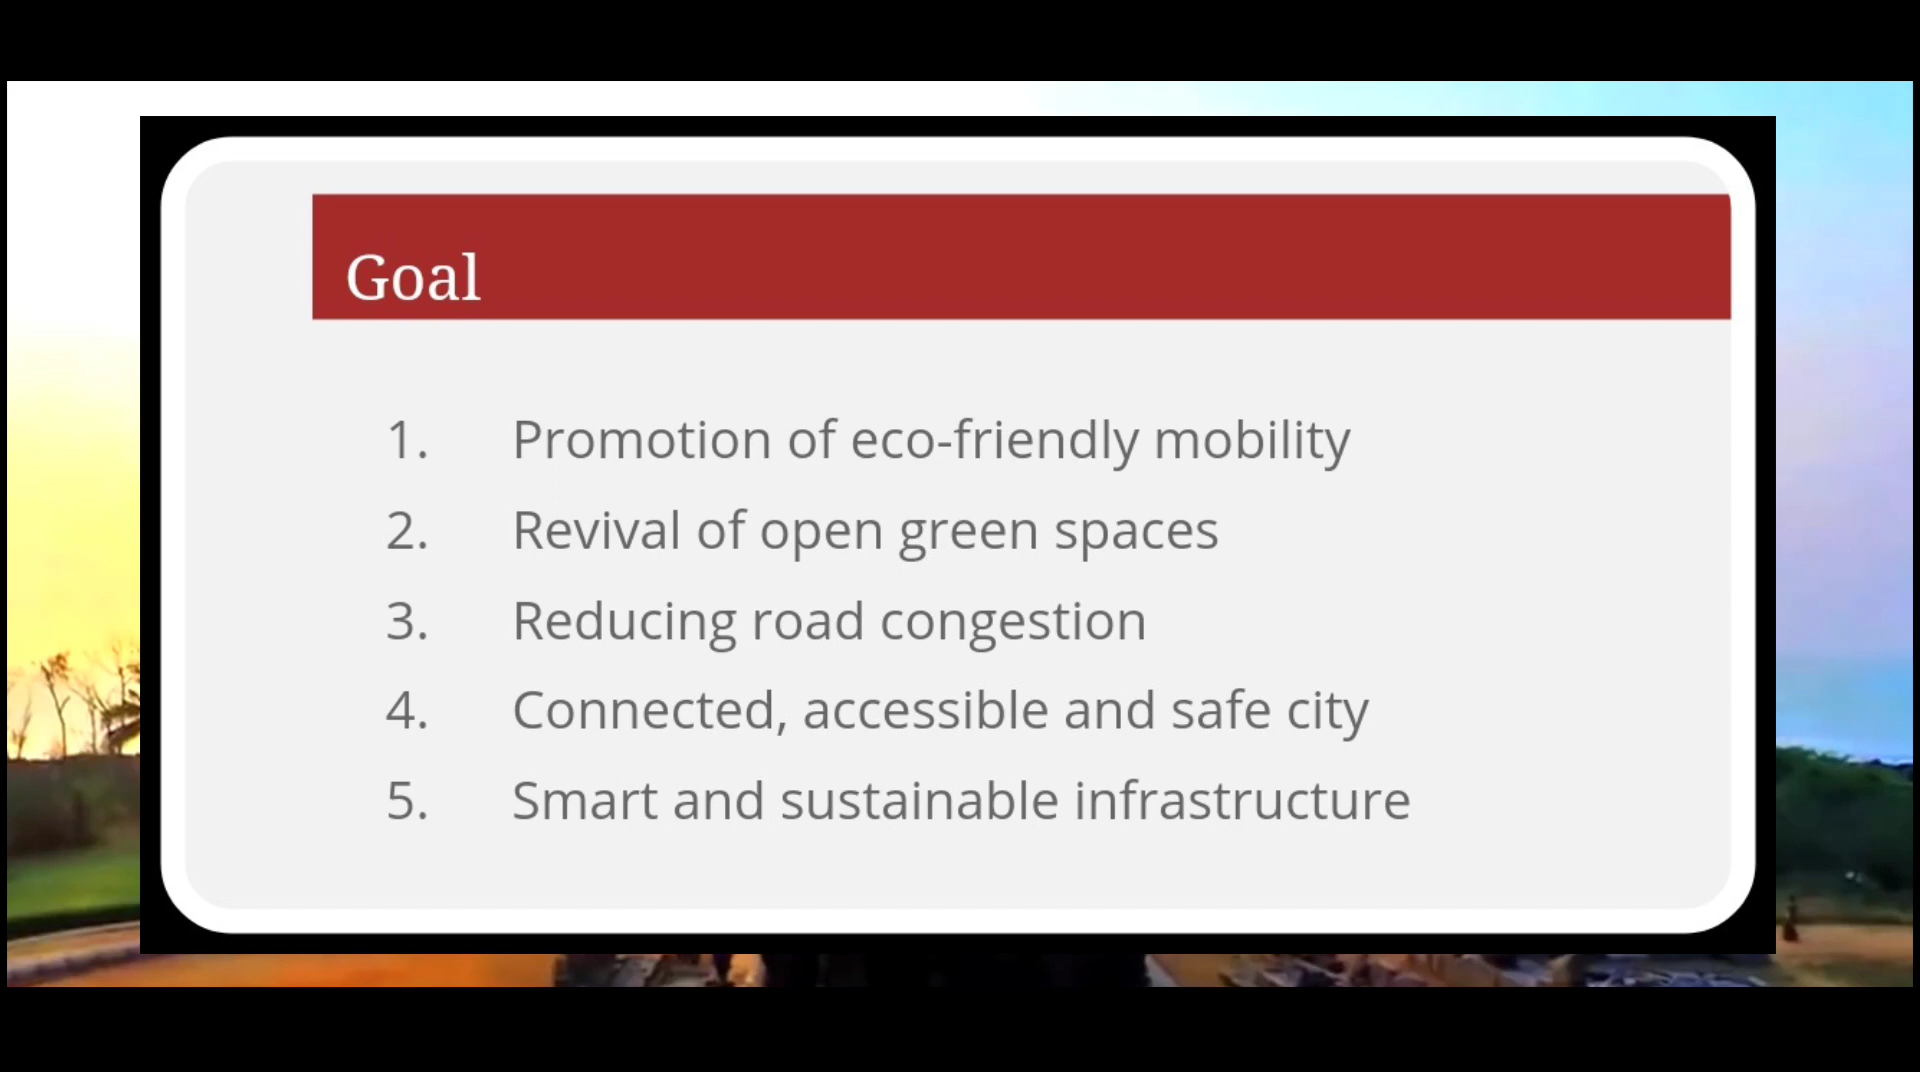 Goal
1. Promotion of eco-friendly mobility
2. Revival of open green spaces
3. Reducing road congestion
4. Connected, accessible and safe city
5. Smart and sustainable infrastructure